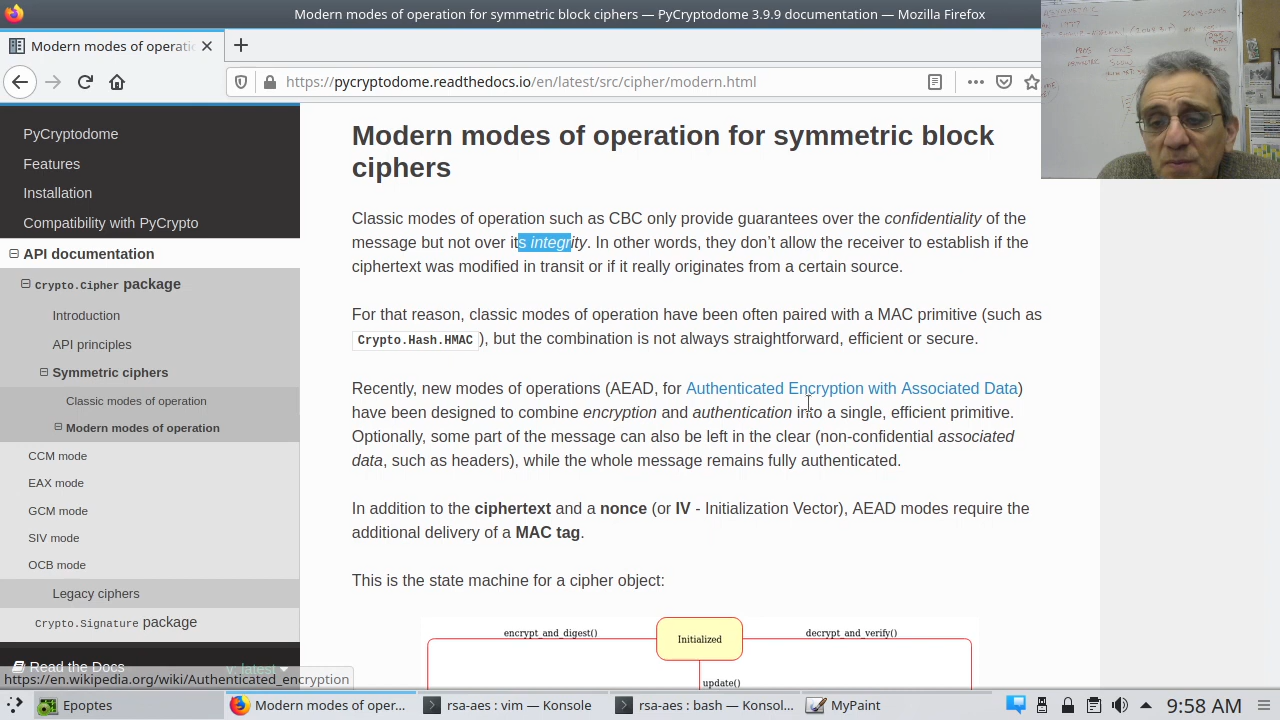 Modern modes of operation for symmetric block ciphers — PyCryptodome 3.9.9 documentation — Mozilla Firefox
Modern modes of operatic
https://pycryptodome.readthedocs.io/en/latest/src/cipher/modern.html
PyCryptodome
Features
Installation
Compatibility with PyCrypto
API documentation
Crypto.Cipher package
Introduction
API principles
Symmetric ciphers
Classic modes of operation
Modern modes of operation
CCM mode
EAX mode
GCM mode
SIV mode
OCB mode
Legacy ciphers
Crypto.Signature package
Read the Docs
v: latest
https://en.wikipedia.org/wiki/Authenticated_encryption
Modern modes of operation for symmetric block
ciphers
Classic modes of operation such as CBC only provide guarantees over the confidentiality of the
message but not over its integrity. In other words, they don't allow the receiver to establish if the
ciphertext was modified in transit or if it really originates from a certain source.
For that reason, classic modes of operation have been often paired with a MAC primitive (such as
Crypto.Hash.HMAC ), but the combination is not always straightforward, efficient or secure.
Recently, new modes of operations (AEAD, for Authenticated Encryption with Associated Data)
have been designed to combine encryption and authentication into a single, efficient primitive.
Optionally, some part of the message can also be left in the clear (non-confidential associated
data, such as headers), while the whole message remains fully authenticated.
In addition to the ciphertext and a nonce (or IV - Initialization Vector), AEAD modes require the
additional delivery of a MAC tag.
This is the state machine for a cipher object:
encrypt_and_digest()
Initialized
decrypt_and_verify()
update()
Epoptes
Modern modes of oper...
rsa-aes : vim — Konsole
rsa-aes : bash — Konsol...
MyPaint
9:58 AM